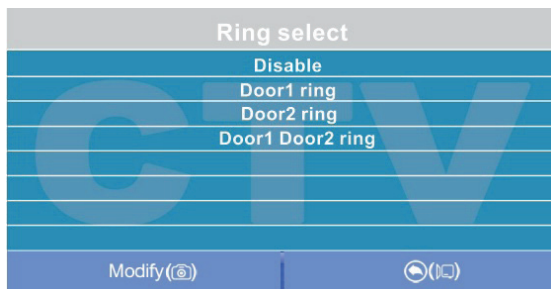 Ring select
Disable
Door1 ring
Door2 ring
Door1 Door2 ring
CTV
Modify()
()